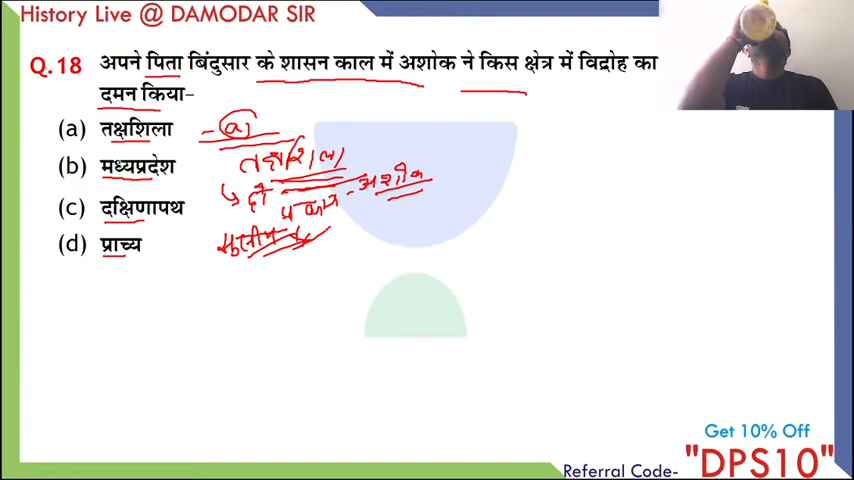 History Live @ DAMODAR SIR
Q.18 अपने पिता बिंदुसार के शासन काल में अशोक ने किस क्षेत्र में विद्रोह का
दमन किया-
(a) तक्षशिला
- (a)
तक्षशिला
(b) मध्यप्रदेश
अशोक
(c) दक्षिणापथ
(d) प्राच्य
Get 10% Off
Referral Code- "DPS10"